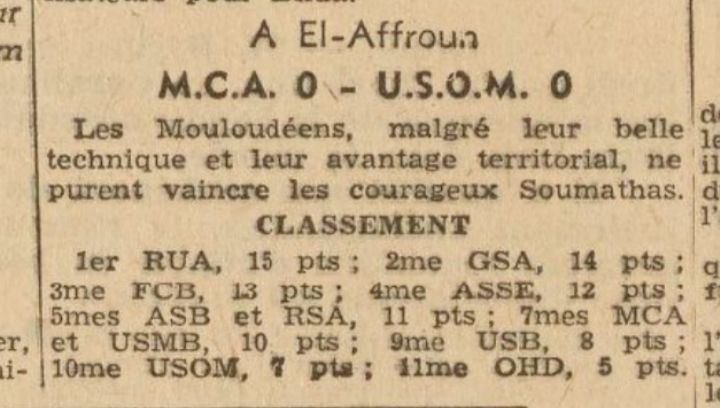 A El-Affroun
M.C.A. 0 - U.S.O.M. 0
Les Mouloudéens, malgré leur belle
technique et leur avantage territorial, ne
purent vaincre les courageux Soumathas.
CLASSEMENT
1er RUA, 15 pts ; 2me GSA, 14 pts ;
3me FCB, 13 pts ; 4me ASSE, 12 pts ;
5mes ASB et RSA, 11 pts ; 7mes MCA
et USMB, 10 pts ; 9me USB, 8 pts ;
10me USOM, 7 pts ; 11me OHD, 5 pts.